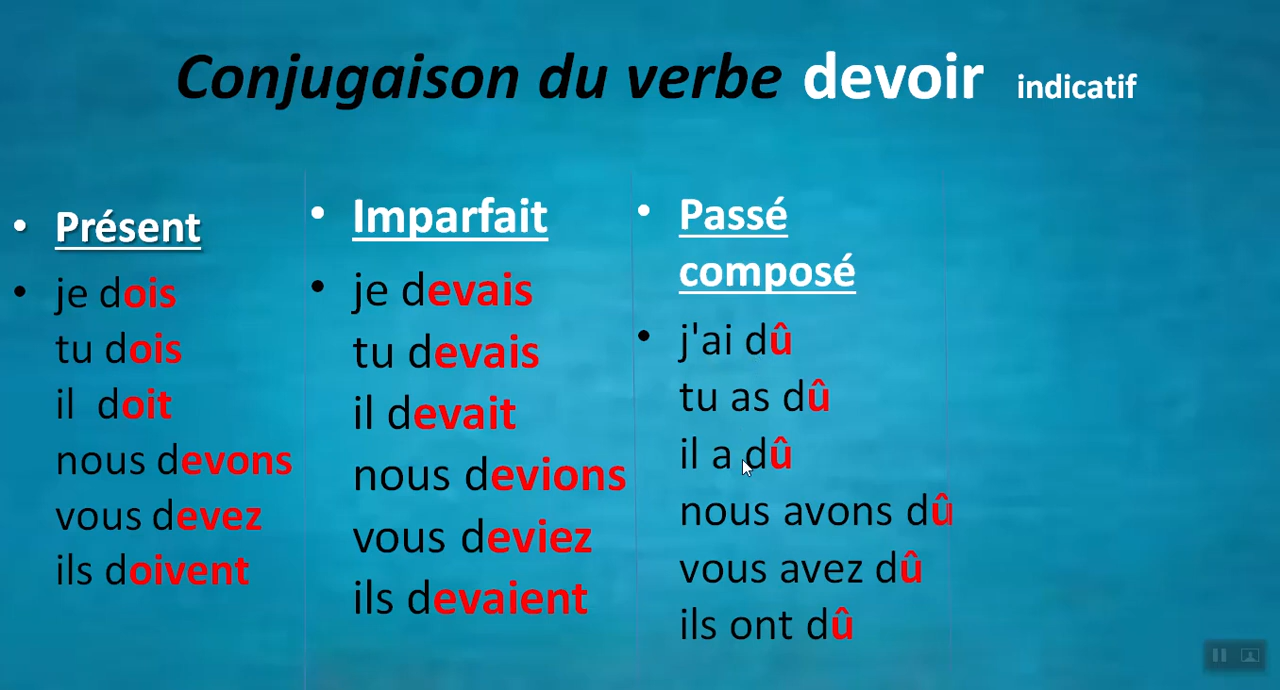 Conjugaison du verbe devoir indicatif
• Présent
• je dois
tu dois
il doit
nous devons
vous devez
ils doivent
• Imparfait
• je devais
tu devais
il devait
nous devions
vous deviez
ils devaient
• Passé
composé
• j'ai dû
tu as dû
il a dû
nous avons dû
vous avez dû
ils ont dû